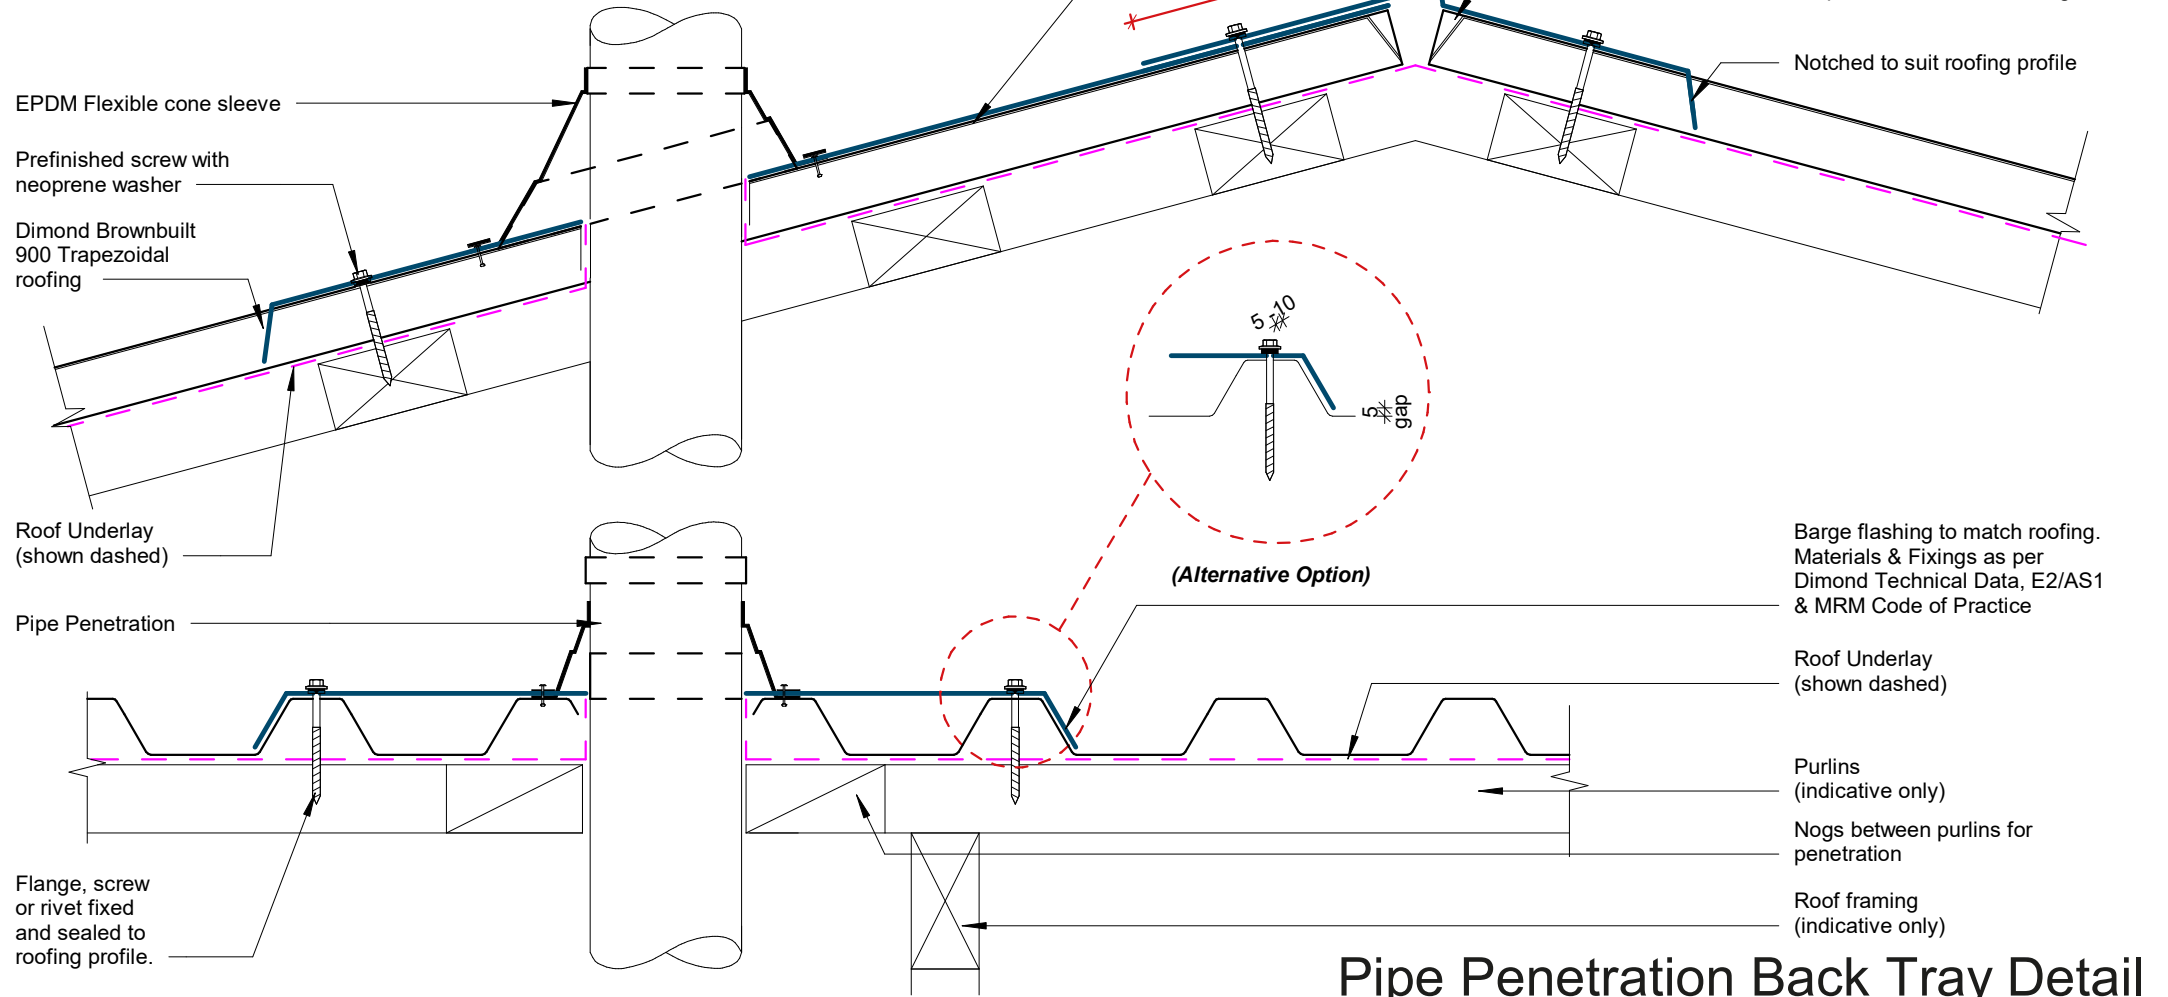 EPDM Flexible cone sleeve
Prefinished screw with
neoprene washer
Dimond Brownbuilt
900 Trapezoidal
roofing
Roof Underlay
(shown dashed)
Pipe Penetration
Flange, screw
or rivet fixed
and sealed to
roofing profile.
Notched to suit roofing profile
5 -10
5
gap
(Alternative Option)
Barge flashing to match roofing.
Materials & Fixings as per
Dimond Technical Data, E2/AS1
& MRM Code of Practice
Roof Underlay
(shown dashed)
Purlins
(indicative only)
Nogs between purlins for
penetration
Roof framing
(indicative only)
Pipe Penetration Back Tray Detail